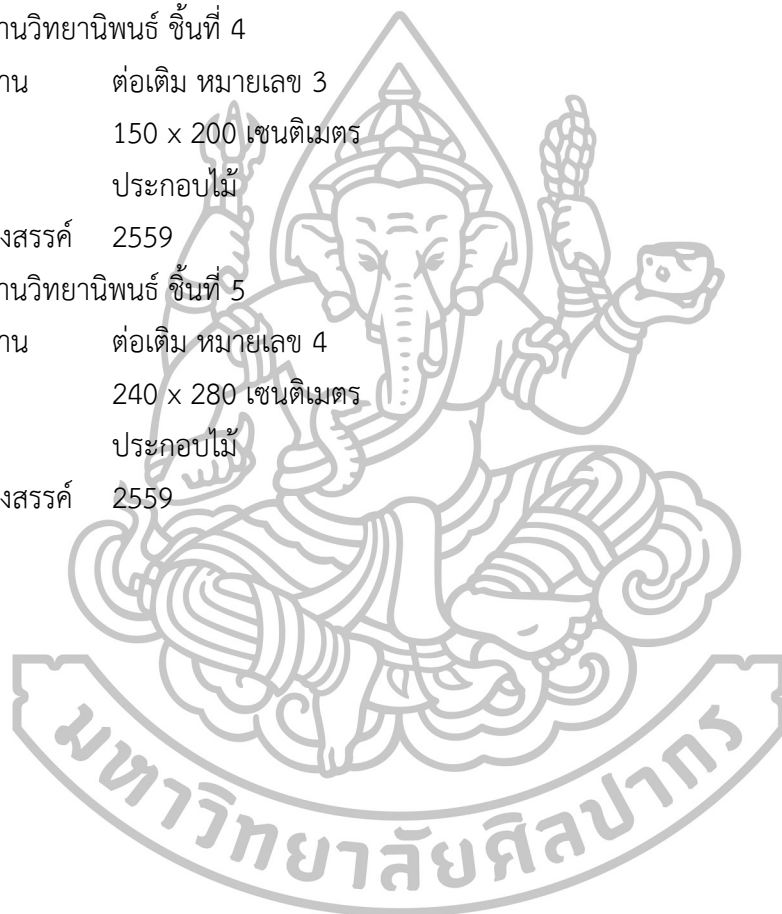 านวิทยานิพนธ์ ชิ้นที่ 4
าน ต่อเติม หมายเลข 3
150 x 200 เซนติเมตร
ประกอบไม้
งสรรค์ 2559
านวิทยานิพนธ์ ชิ้นที่ 5
าน ต่อเติม หมายเลข 4
240 x 280 เซนติเมตร
ประกอบไม้
งสรรค์ 2559
มหาวิทยาลัยศิลปากร